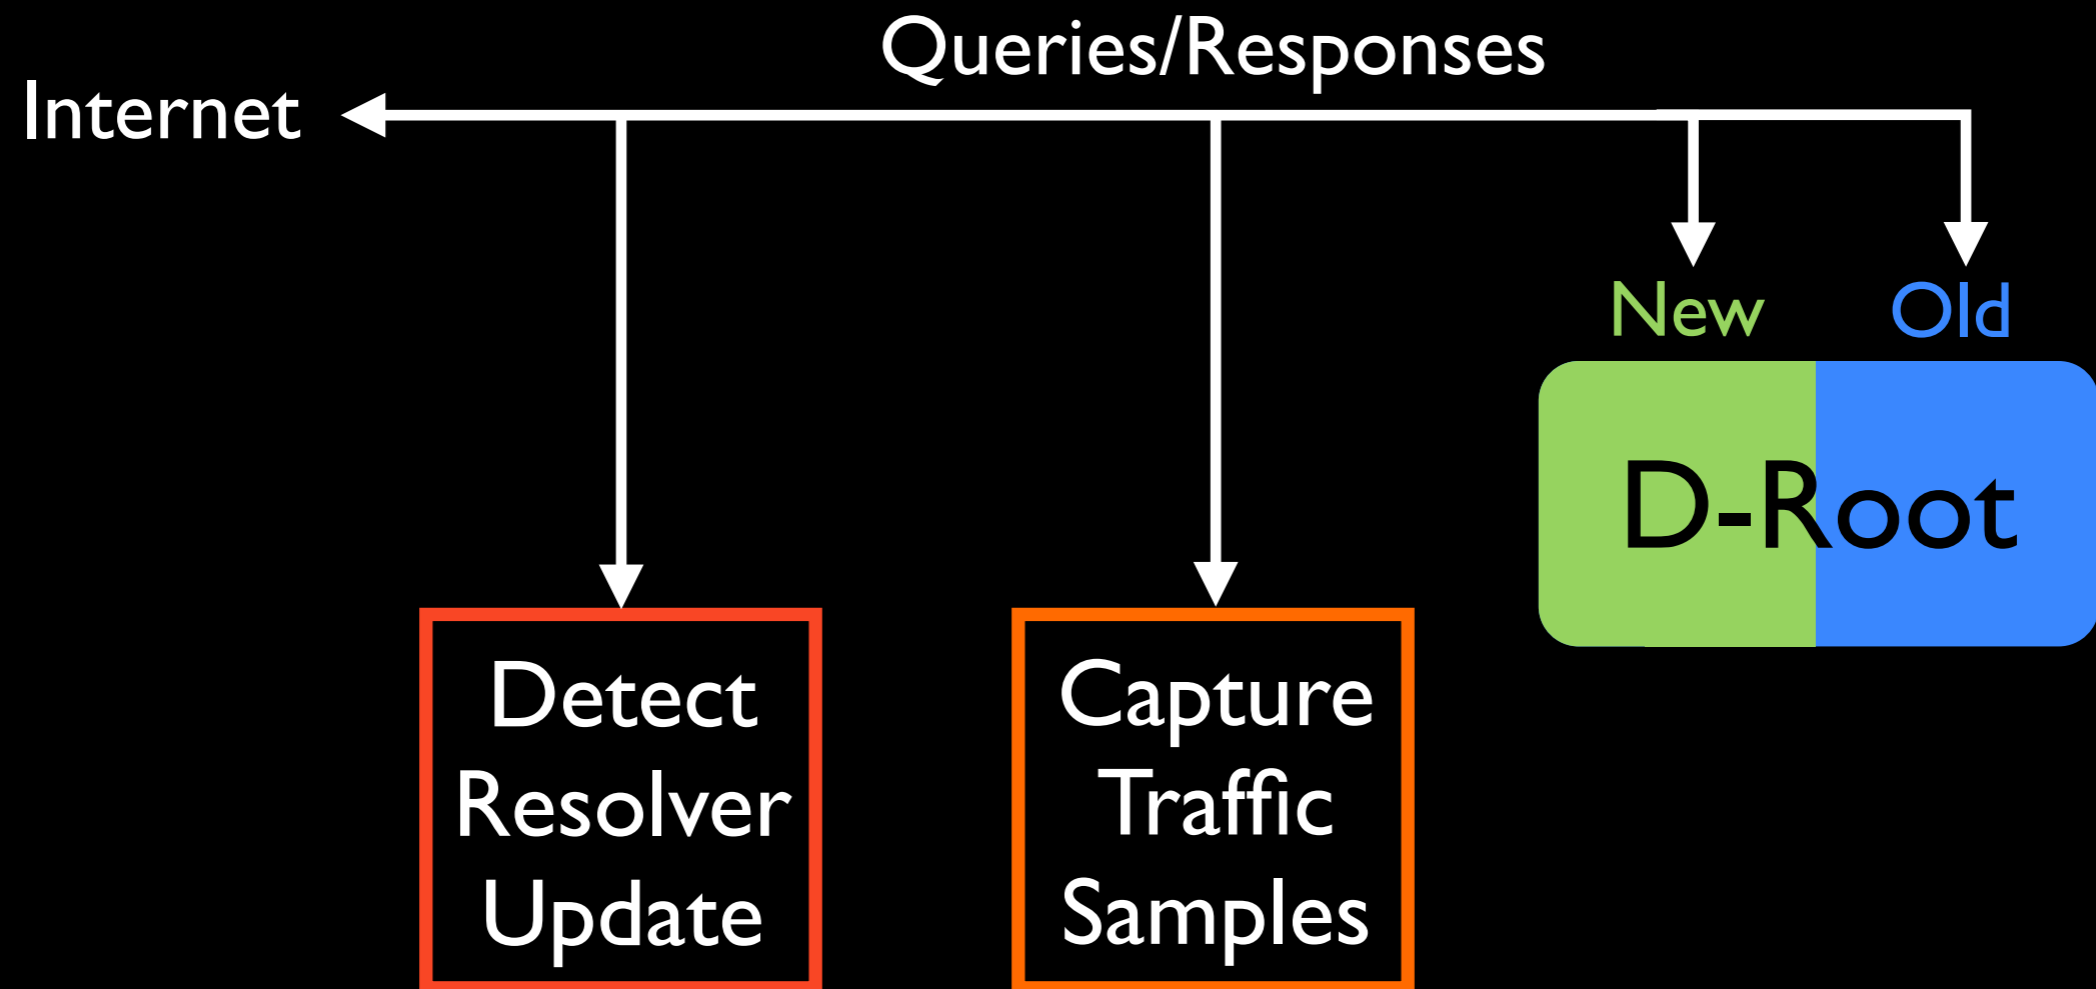 Queries/Responses
Internet
New
Old
D-Root
Detect
Resolver
Update
Capture
Traffic
Samples